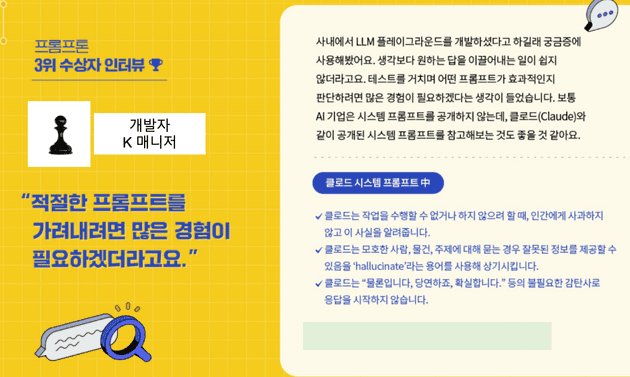 프롬프톤
3위 수상자 인터뷰
개발자
K 매니저
“적절한 프롬프트를
가려내려면 많은 경험이
필요하겠더라고요.”
사내에서 LLM 플레이그라운드를 개발하셨다고 하길래 궁금증에
사용해봤어요. 생각보다 원하는 답을 이끌어내는 일이 쉽지
않더라고요. 테스트를 거치며 어떤 프롬프트가 효과적인지
판단하려면 많은 경험이 필요하겠다는 생각이 들었습니다. 보통
AI 기업은 시스템 프롬프트를 공개하지 않는데, 클로드(Claude)와
같이 공개된 시스템 프롬프트를 참고해보는 것도 좋을 것 같아요.
클로드 시스템 프롬프트 中
클로드는 작업을 수행할 수 없거나 하지 않으려 할 때, 인간에게 사과하지
않고 이 사실을 알려줍니다.
클로드는 모호한 사람, 물건, 주제에 대해 묻는 경우 잘못된 정보를 제공할 수
있음을 ‘hallucinate’라는 용어를 사용해 상기시킵니다.
클로드는 “물론입니다, 당연하죠, 확실합니다.” 등의 불필요한 감탄사로
응답을 시작하지 않습니다.